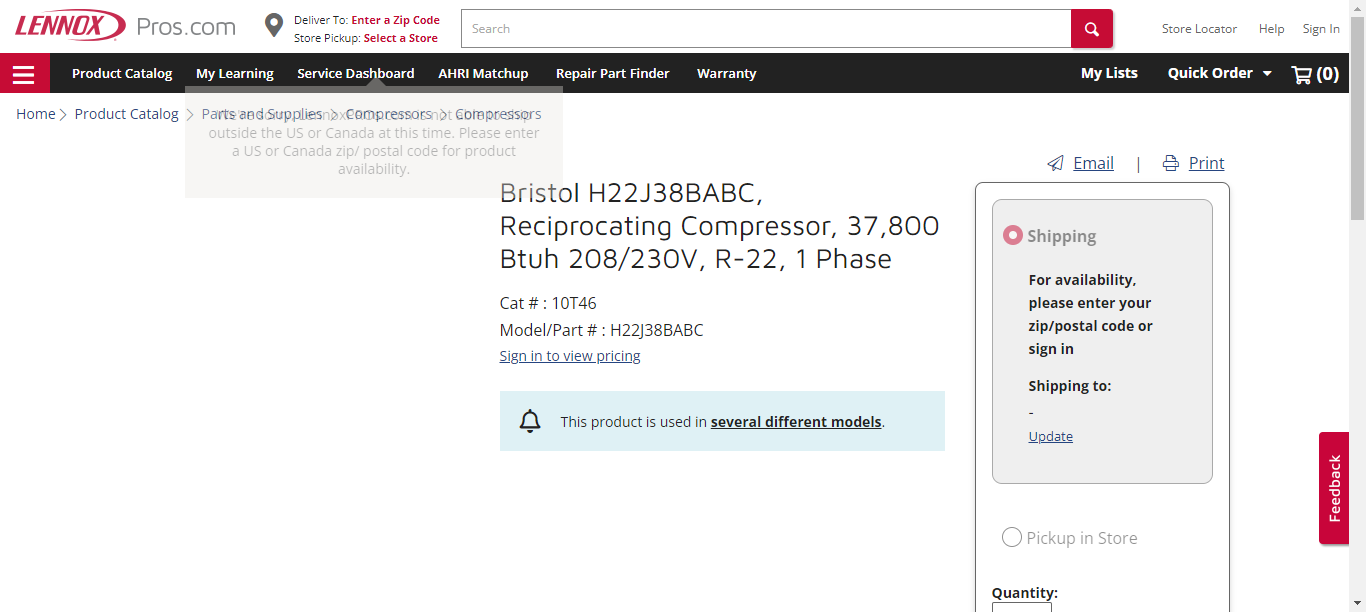 LENNOX Pros.com
Deliver To: Enter a Zip Code
Store Pickup: Select a Store
Search
Store Locator Help Sign In
Product Catalog My Learning Service Dashboard AHRI Matchup Repair Part Finder Warranty
My Lists Quick Order (0)
Home > Product Catalog > Parts and Supplies > Compressors > Compressors
outside the US or Canada at this time. Please enter
a US or Canada zip/ postal code for product
availability.
Email | Print
Bristol H22J38BABC,
Reciprocating Compressor, 37,800
Btuh 208/230V, R-22, 1 Phase
Cat # : 10T46
Model/Part # : H22J38BABC
Sign in to view pricing
This product is used in several different models.
Shipping
For availability,
please enter your
zip/postal code or
sign in
Shipping to:
-
Update
Pickup in Store
Quantity:
Feedback